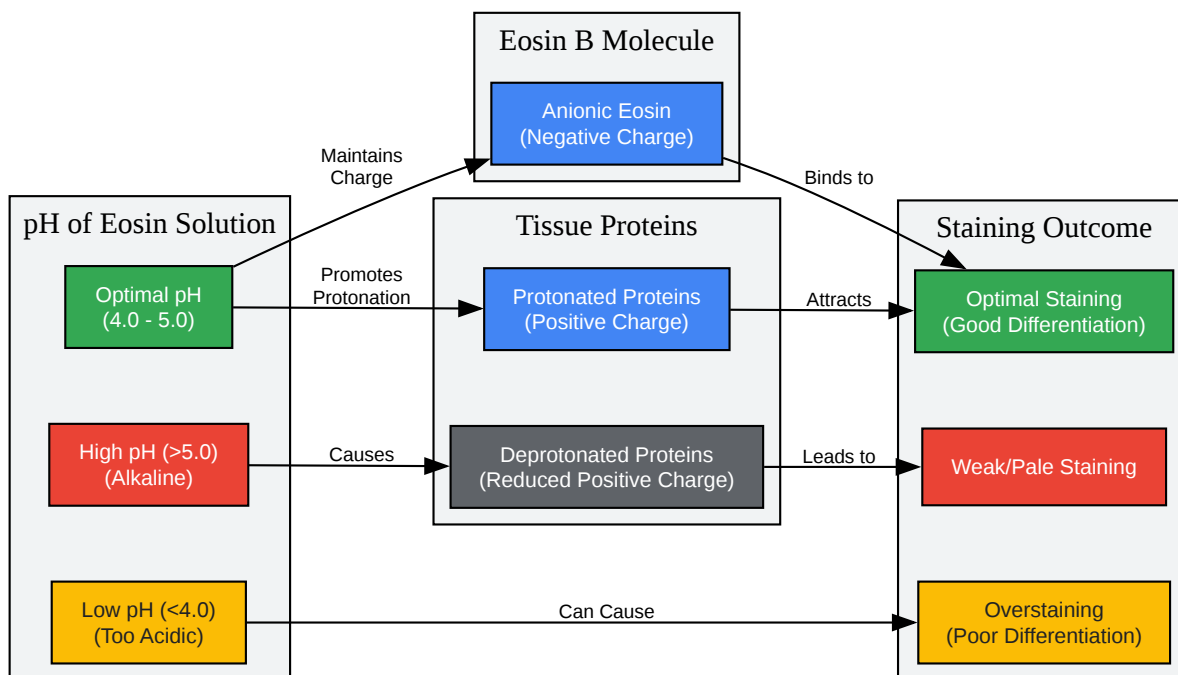 Eosin B Molecule
Anionic Eosin
(Negative Charge)
Maintains
Charge
Binds to
pH of Eosin Solution
Tissue Proteins
Staining Outcome
Optimal pH
(4.0 - 5.0)
Promotes
Protonation
Protonated Proteins
(Positive Charge)
Attracts
Optimal Staining
(Good Differentiation)
High pH (>5.0)
(Alkaline)
Causes
Deprotonated Proteins
(Reduced Positive Charge)
Leads to
Weak/Pale Staining
Low pH (<4.0)
(Too Acidic)
Can Cause
Overstaining
(Poor Differentiation)